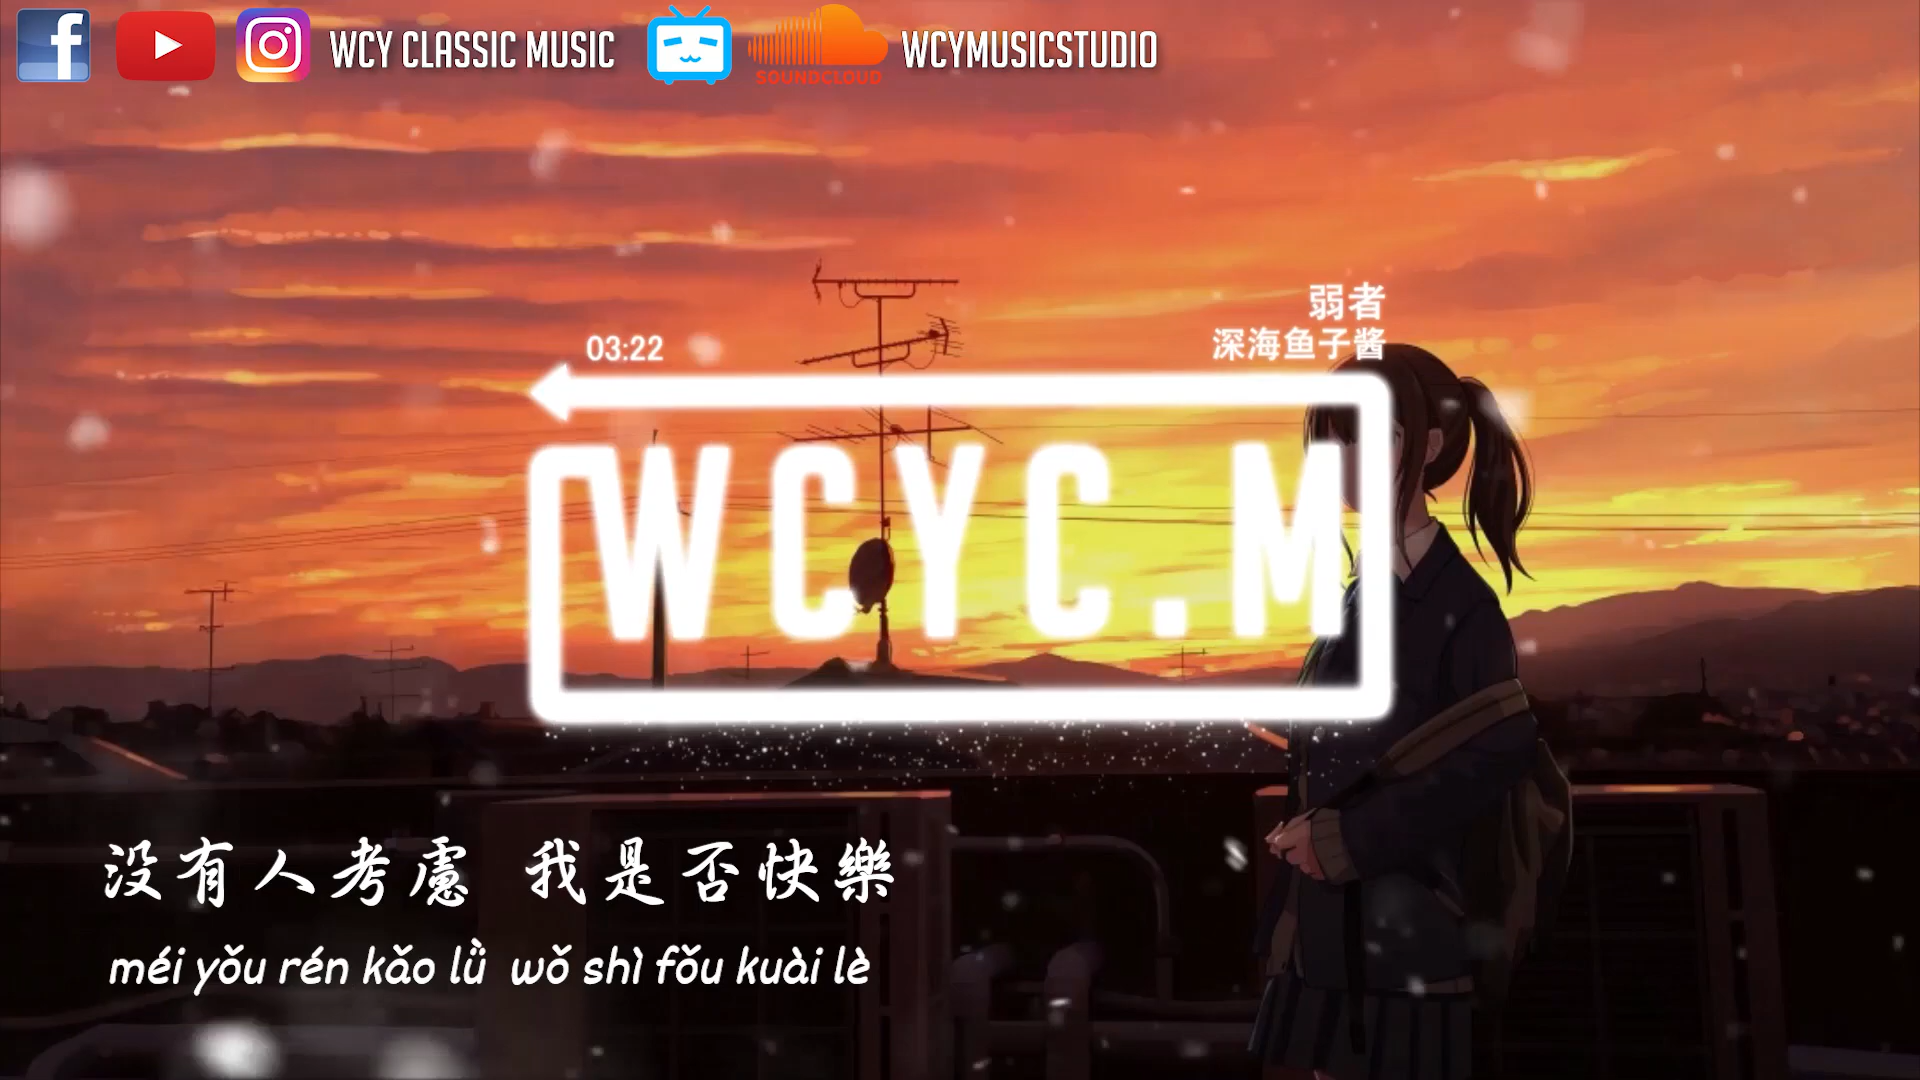 WCY CLASSIC MUSIC
SOUNDCLOUD
WCYMUSICSTUDIO
弱者
03:22
深海鱼子酱
WCYC.M
没有人考慮 我是否快樂
méi yǒu rén kǎo lǜ wǒ shì fǒu kuài lè